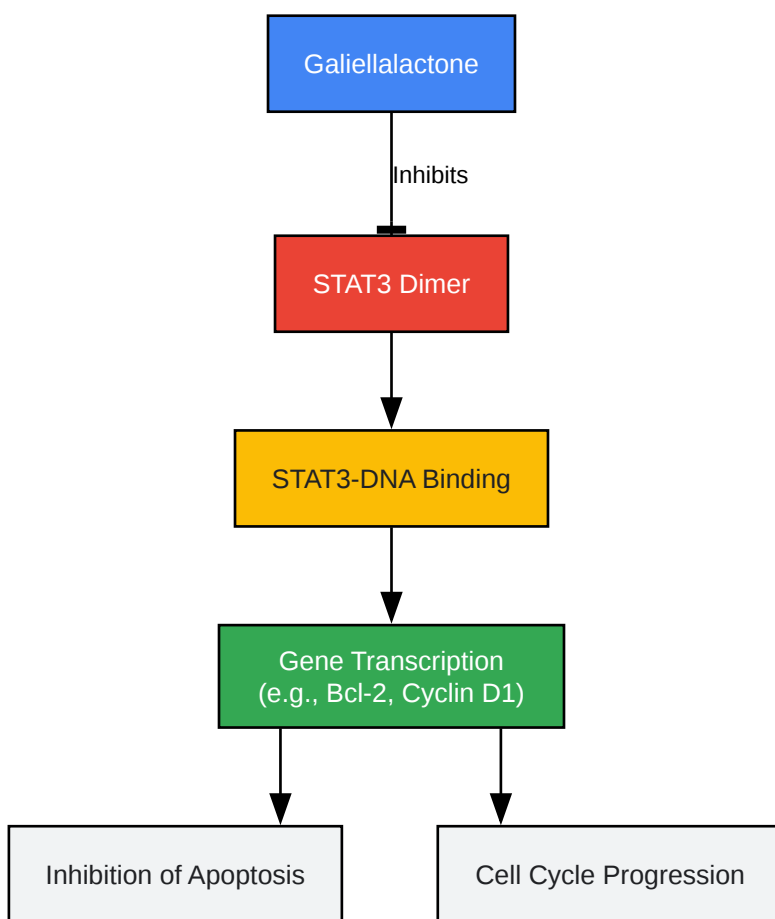 Galiellalactone
Inhibits
STAT3 Dimer
STAT3-DNA Binding
Gene Transcription
(e.g., Bcl-2, Cyclin D1)
Inhibition of Apoptosis
Cell Cycle Progression